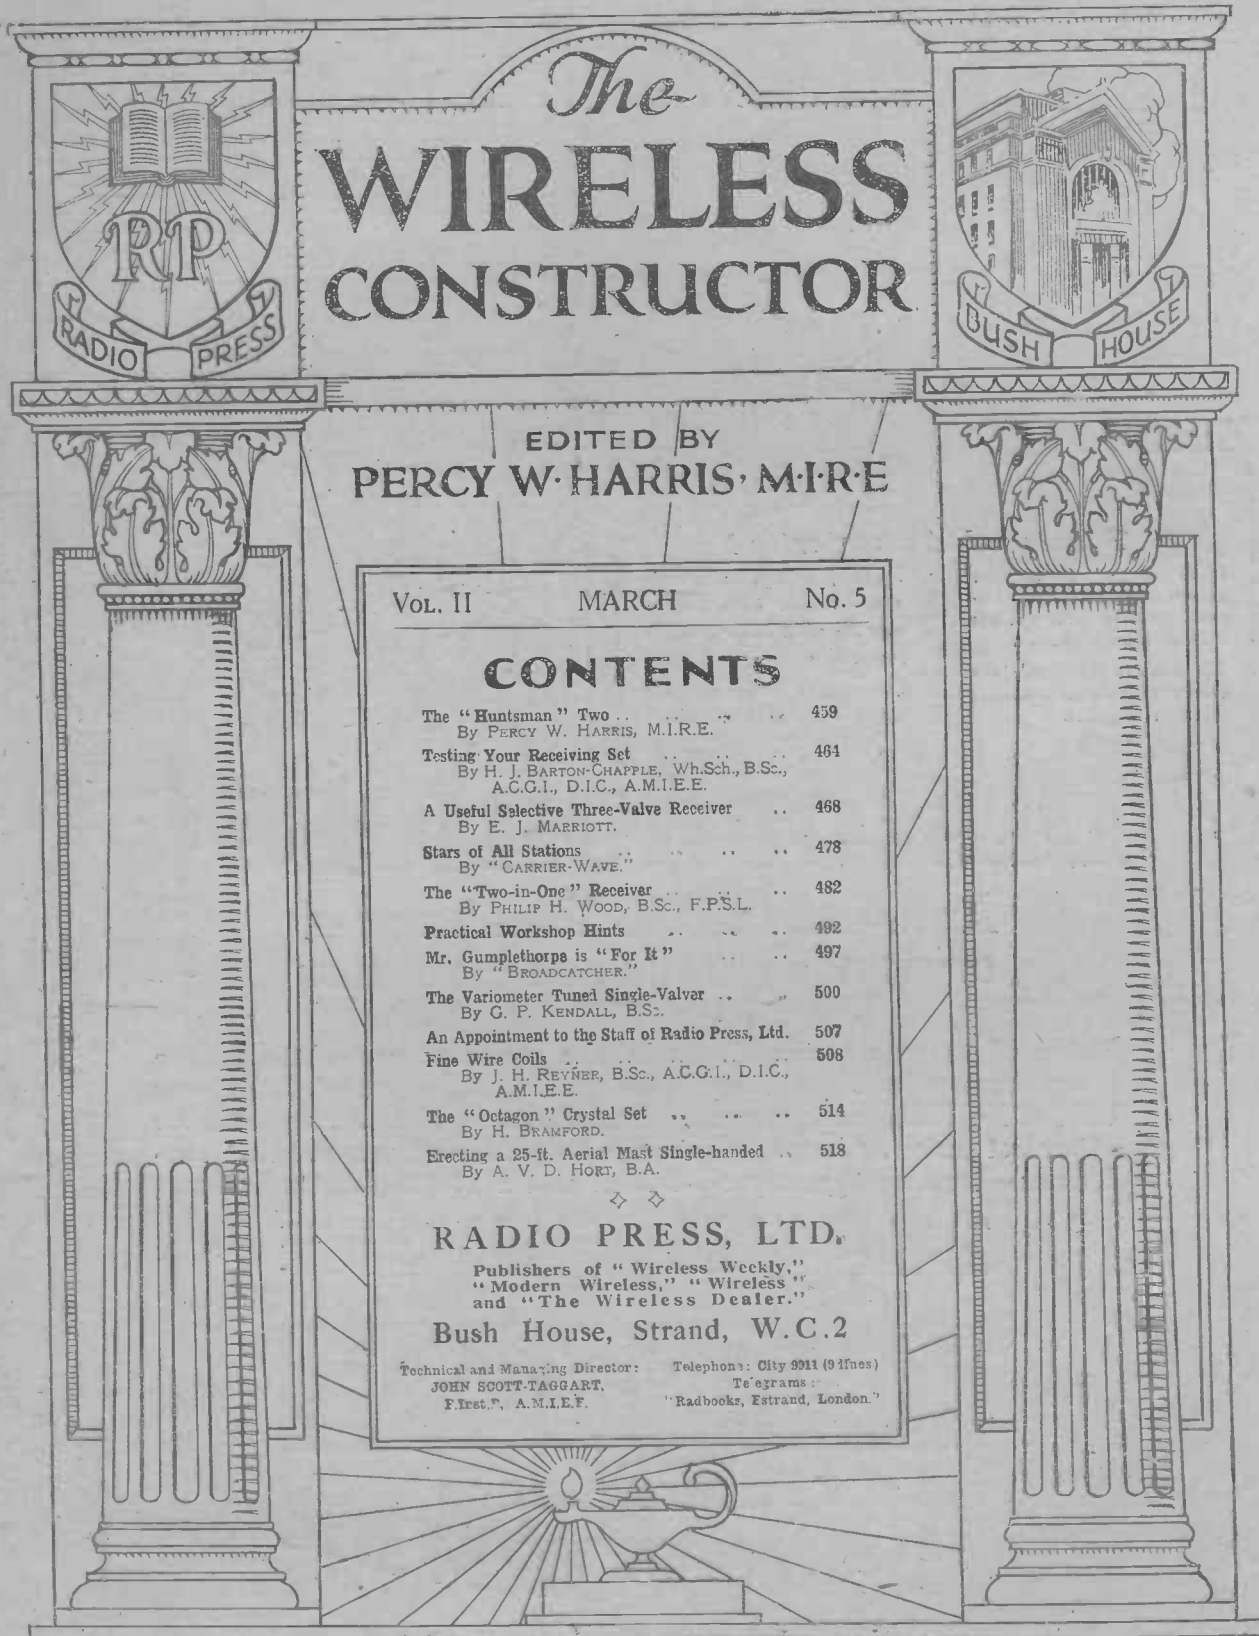 The
WIRELESS
CONSTRUCTOR
RP
RADIO PRESS
BUSH HOUSE
EDITED BY
PERCY W. HARRIS, M.I.R.E
VOL. II MARCH No. 5
CONTENTS
The "Huntsman" Two .. .. .. .. 459
By PERCY W. HARRIS, M.I.R.E.
Testing Your Receiving Set .. .. .. 464
By H. J. BARTON-CHAPPLE, Wh.Sch., B.Sc.,
A.C.G.I., D.I.C., A.M.I.E.E.
A Useful Selective Three-Valve Receiver .. 468
By E. J. MARRIOTT.
Stars of All Stations .. .. .. .. 478
By "CARRIER-WAVE."
The "Two-in-One" Receiver .. .. .. 482
By PHILIP H. WOOD, B.Sc., F.P.S.L.
Practical Workshop Hints .. .. .. 492
Mr. Gumplethorpe is "For It" .. .. 497
By "BROADCATCHER."
The Variometer Tuned Single-Valver .. .. 500
By G. P. KENDALL, B.Sc.
An Appointment to the Staff of Radio Press, Ltd. 507
Fine Wire Coils .. .. .. .. .. 508
By J. H. REYNER, B.Sc., A.C.G.I., D.I.C.,
A.M.I.E.E.
The "Octagon" Crystal Set .. .. .. 514
By H. BRAMFORD.
Erecting a 25-ft. Aerial Mast Single-handed .. 518
By A. V. D. HORT, B.A.
RADIO PRESS, LTD.
Publishers of "Wireless Weekly,"
"Modern Wireless," "Wireless"
and "The Wireless Dealer."
Bush House, Strand, W.C.2
Technical and Managing Director: Telephone: City 9911 (9 lines)
JOHN SCOTT-TAGGART, Telegrams:
F.Inst.P., A.M.I.E.E. "Radbooks, Estrand, London."